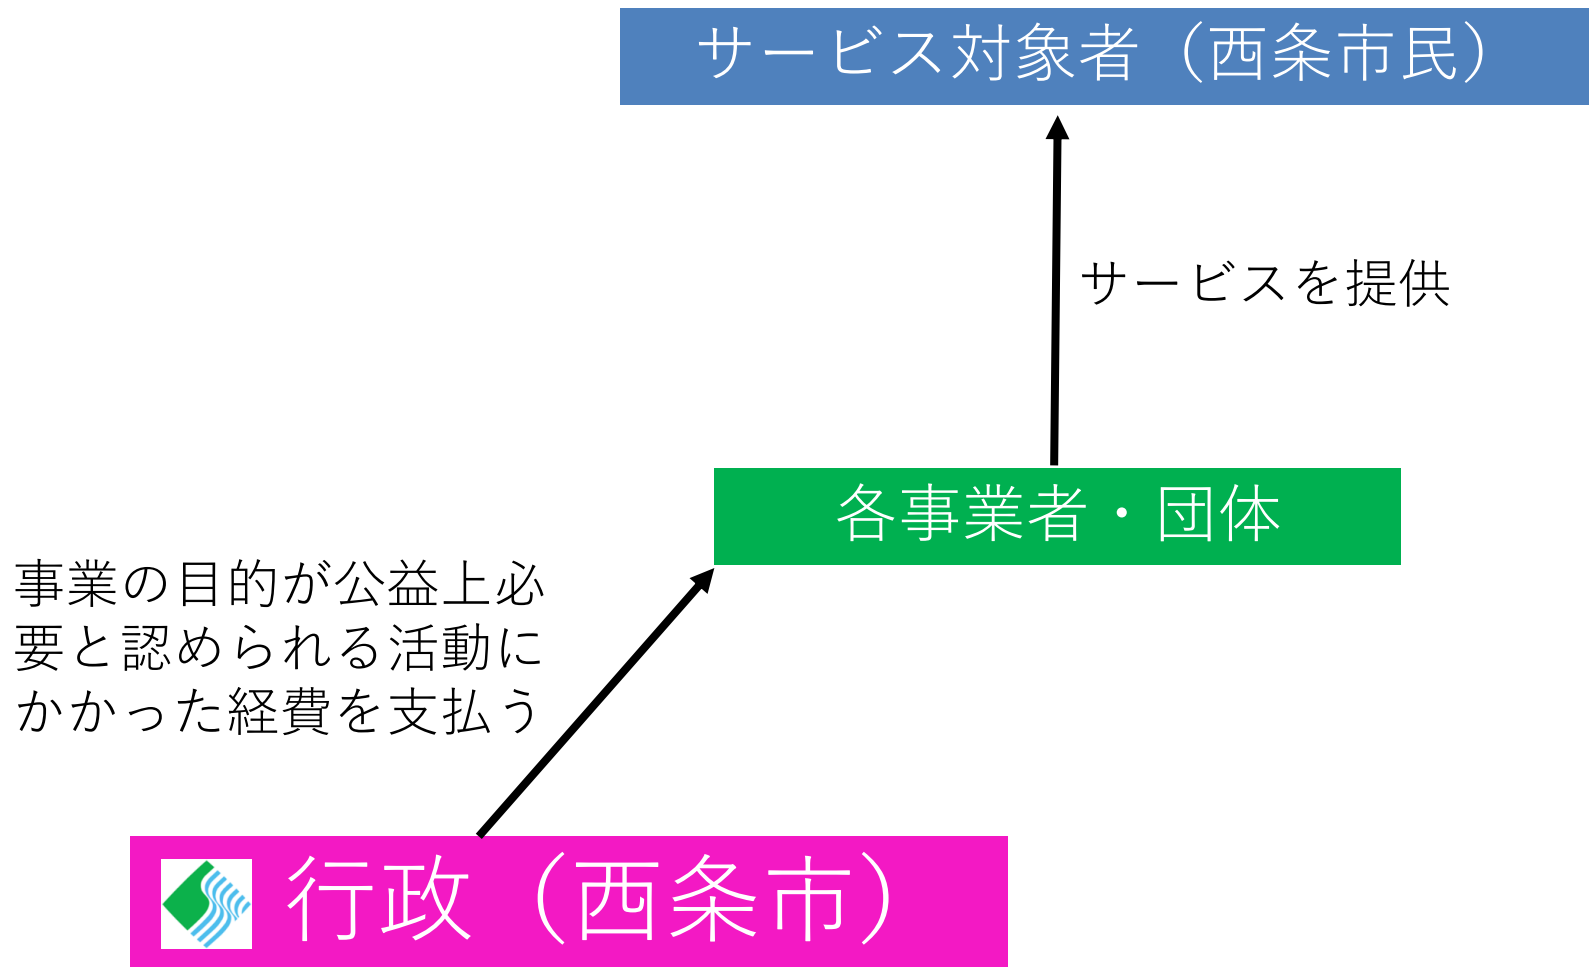 サービス対象者（西条市民）
サービスを提供
各事業者・団体
事業の目的が公益上必
要と認められる活動に
かかった経費を支払う
行政（西条市）